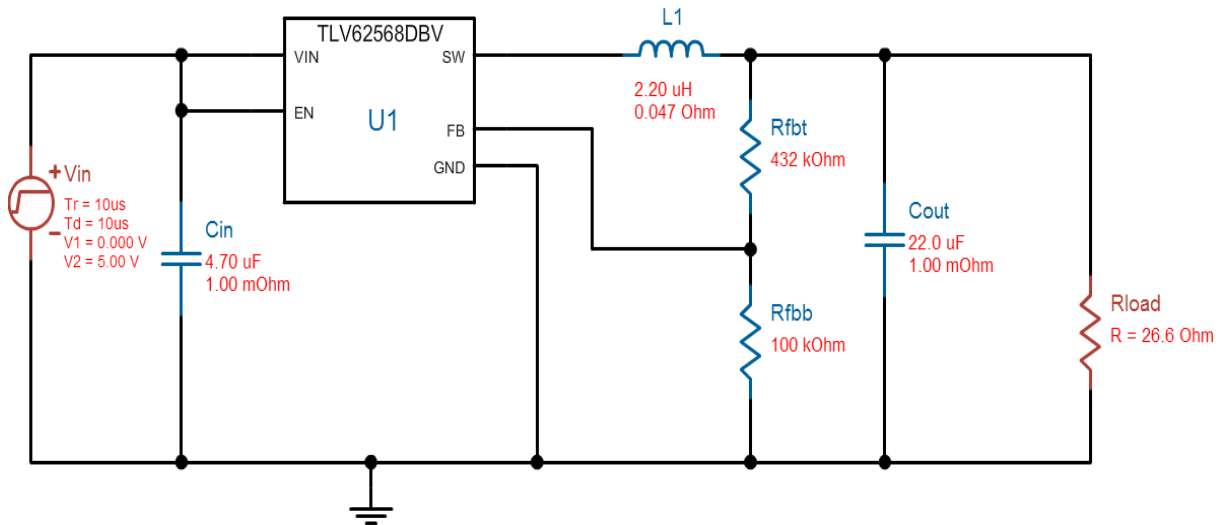 TLV62568DBV
VIN
SW
EN
U1
FB
GND
L1
2.20 uH
0.047 Ohm
+
Vin
-
Tr = 10us
Td = 10us
V1 = 0.000 V
V2 = 5.00 V
Cin
4.70 uF
1.00 mOhm
Rfbt
432 kOhm
Rfbb
100 kOhm
Cout
22.0 uF
1.00 mOhm
Rload
R = 26.6 Ohm